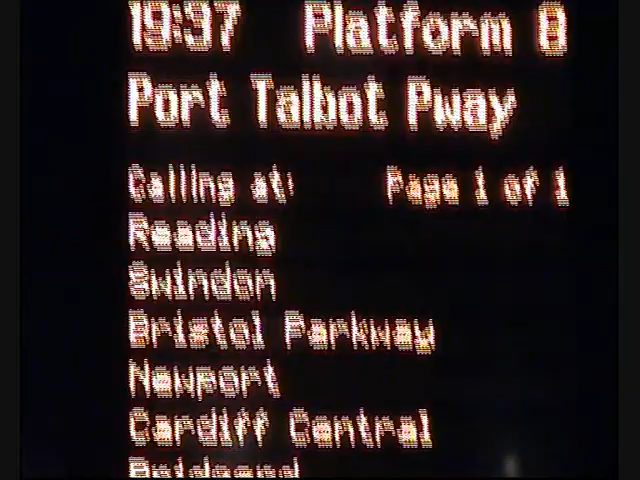 19:37 Platform 8
Port Talbot Pway
Calling at: Page 1 of 1
Reading
Swindon
Bristol Parkway
Newport
Cardiff Central
Bridgend